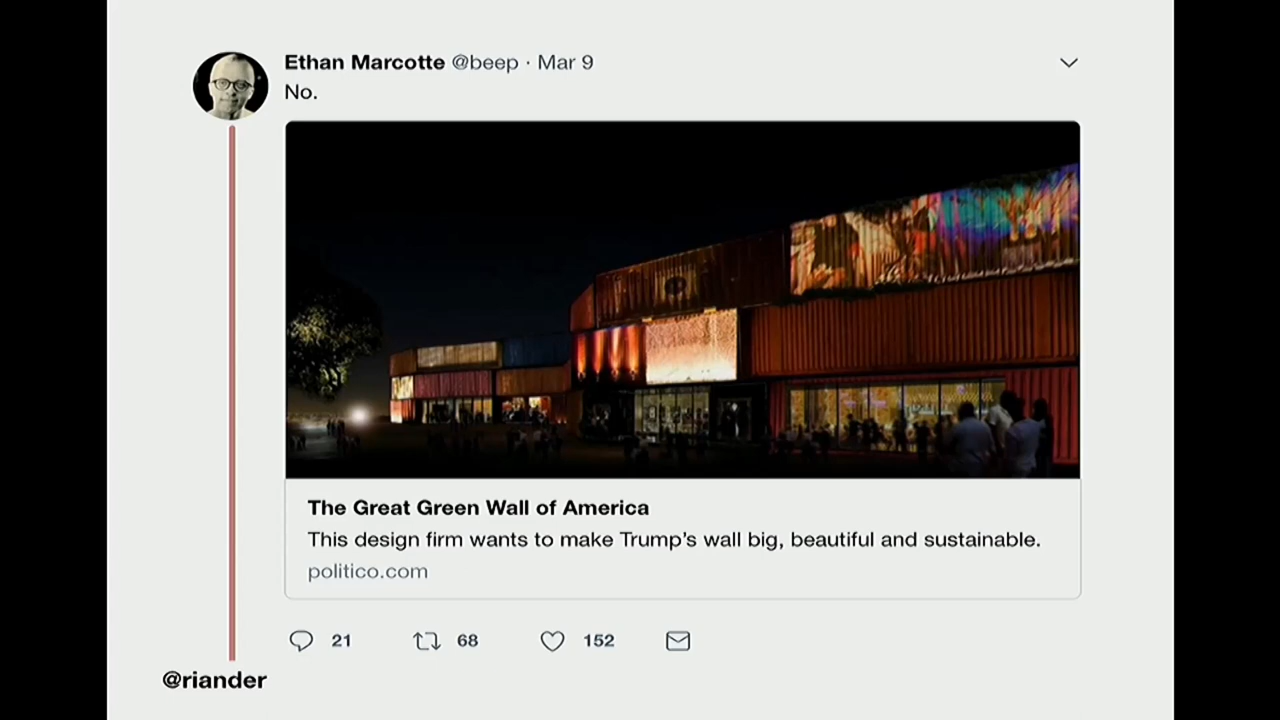 Ethan Marcotte @beep · Mar 9
No.
The Great Green Wall of America
This design firm wants to make Trump's wall big, beautiful and sustainable.
politico.com
21 68 152
@riander